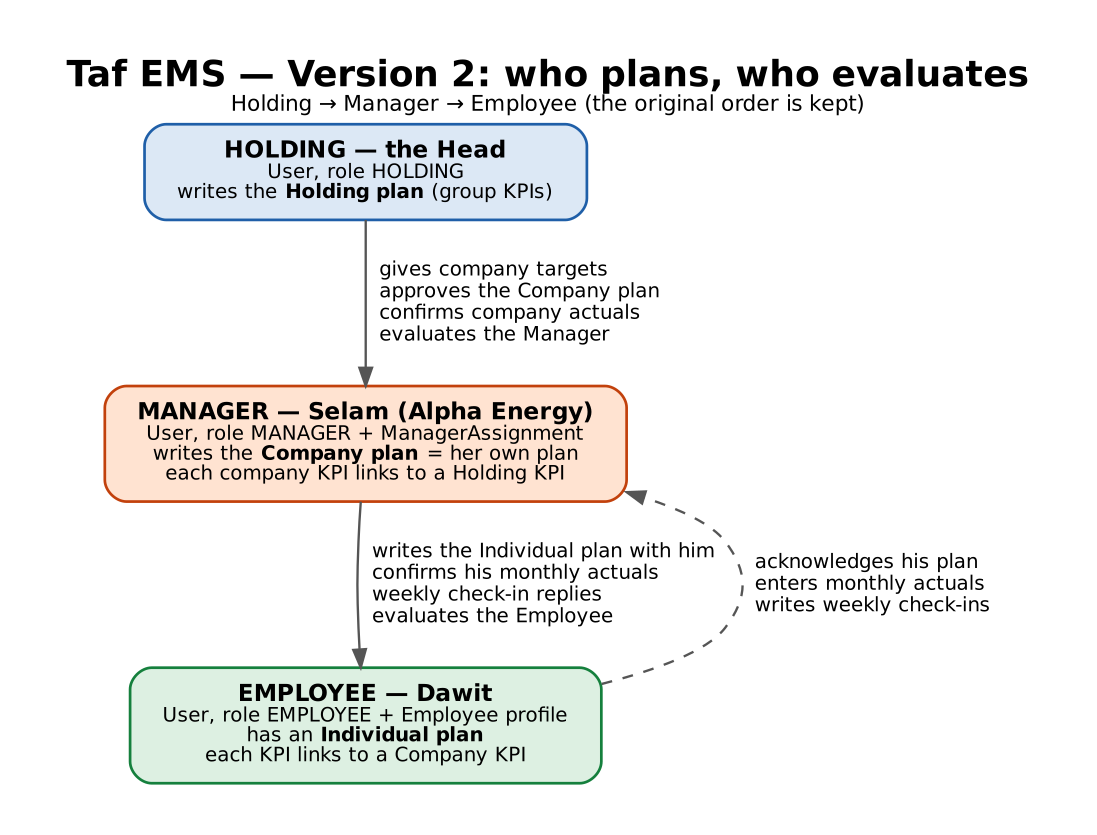 Taf EMS — Version 2: who plans, who evaluates
Holding → Manager → Employee (the original order is kept)
HOLDING — the Head
User, role HOLDING
writes the Holding plan (group KPIs)
gives company targets
approves the Company plan
confirms company actuals
evaluates the Manager
MANAGER — Selam (Alpha Energy)
User, role MANAGER + ManagerAssignment
writes the Company plan = her own plan
each company KPI links to a Holding KPI
writes the Individual plan with him
confirms his monthly actuals
weekly check-in replies
evaluates the Employee
acknowledges his plan
enters monthly actuals
writes weekly check-ins
EMPLOYEE — Dawit
User, role EMPLOYEE + Employee profile
has an Individual plan
each KPI links to a Company KPI